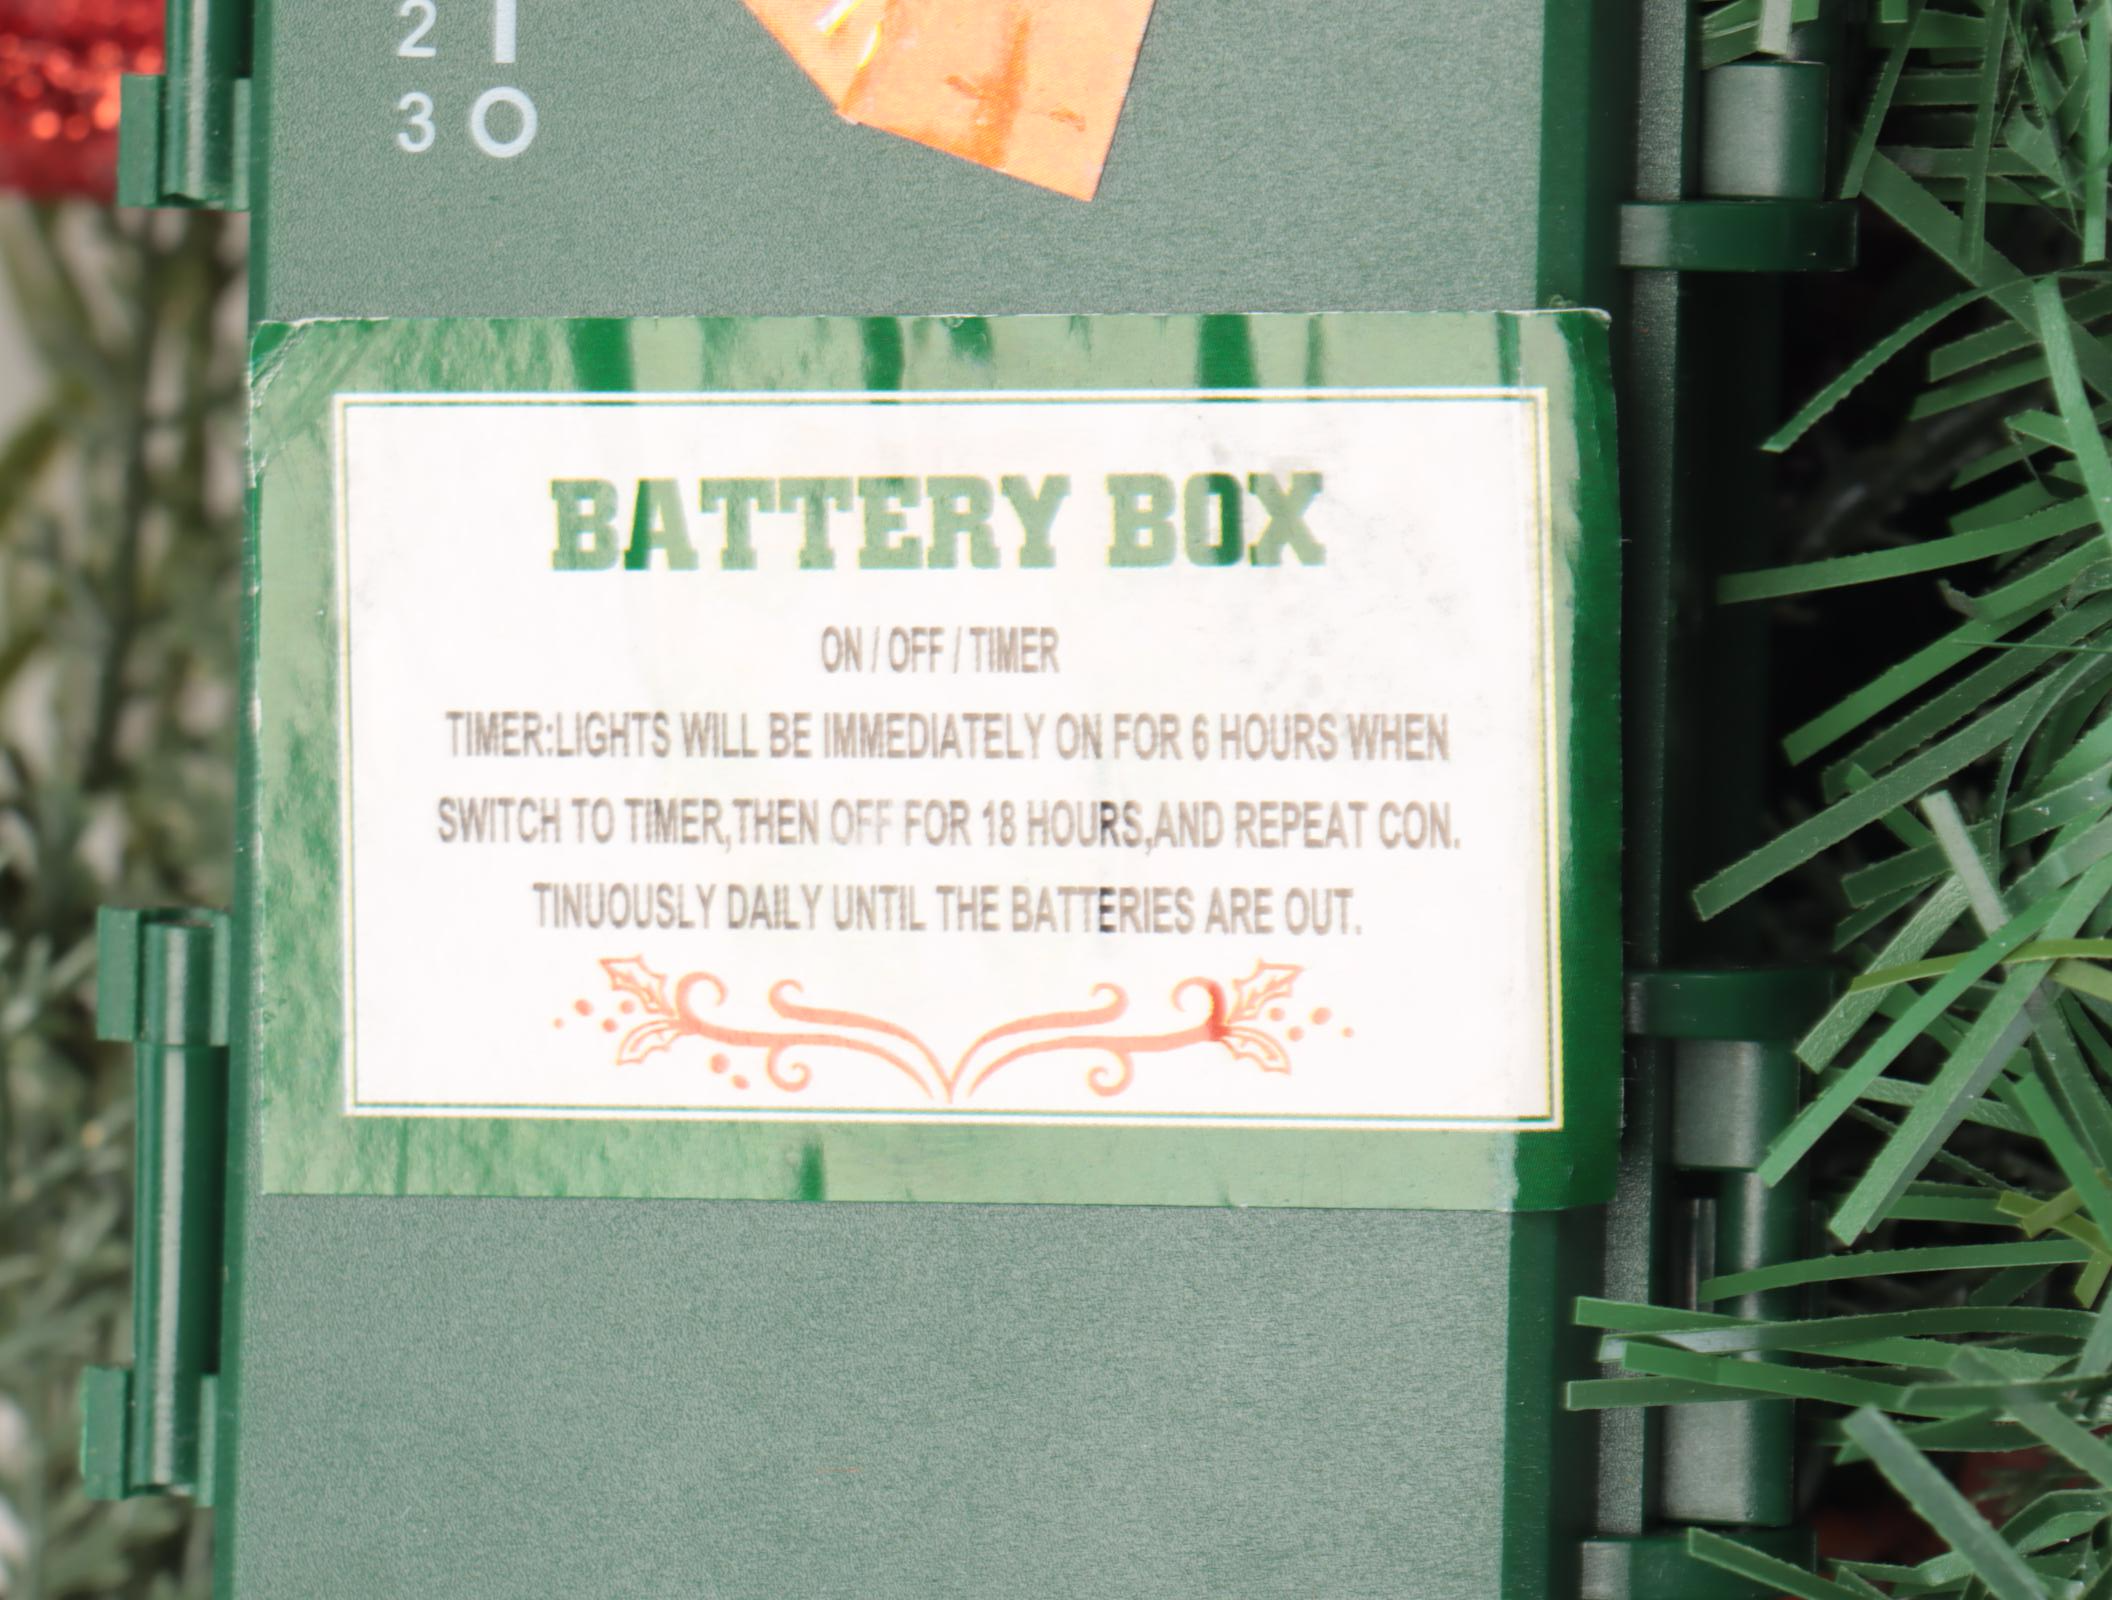 2 I
3 O
BATTERY BOX
ON / OFF / TIMER
TIMER:LIGHTS WILL BE IMMEDIATELY ON FOR 6 HOURS WHEN
SWITCH TO TIMER,THEN OFF FOR 18 HOURS,AND REPEAT CON.
TINUOUSLY DAILY UNTIL THE BATTERIES ARE OUT.